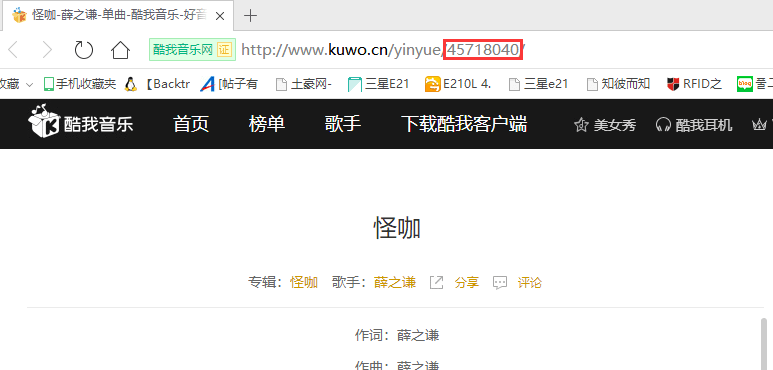 怪咖-薛之谦-单曲-酷我音乐-好音
酷我音乐网 证 http://www.kuwo.cn/yinyue/45718040/
收藏 手机收藏夹 【Backtr [帖子有 土豪网- 三星E21 E210L 4. 三星e21 知彼而知 RFID之
酷我音乐 首页 榜单 歌手 下载酷我客户端 美女秀 酷我耳机
怪咖
专辑：怪咖 歌手：薛之谦 分享 评论
作词：薛之谦
作曲：薛之谦